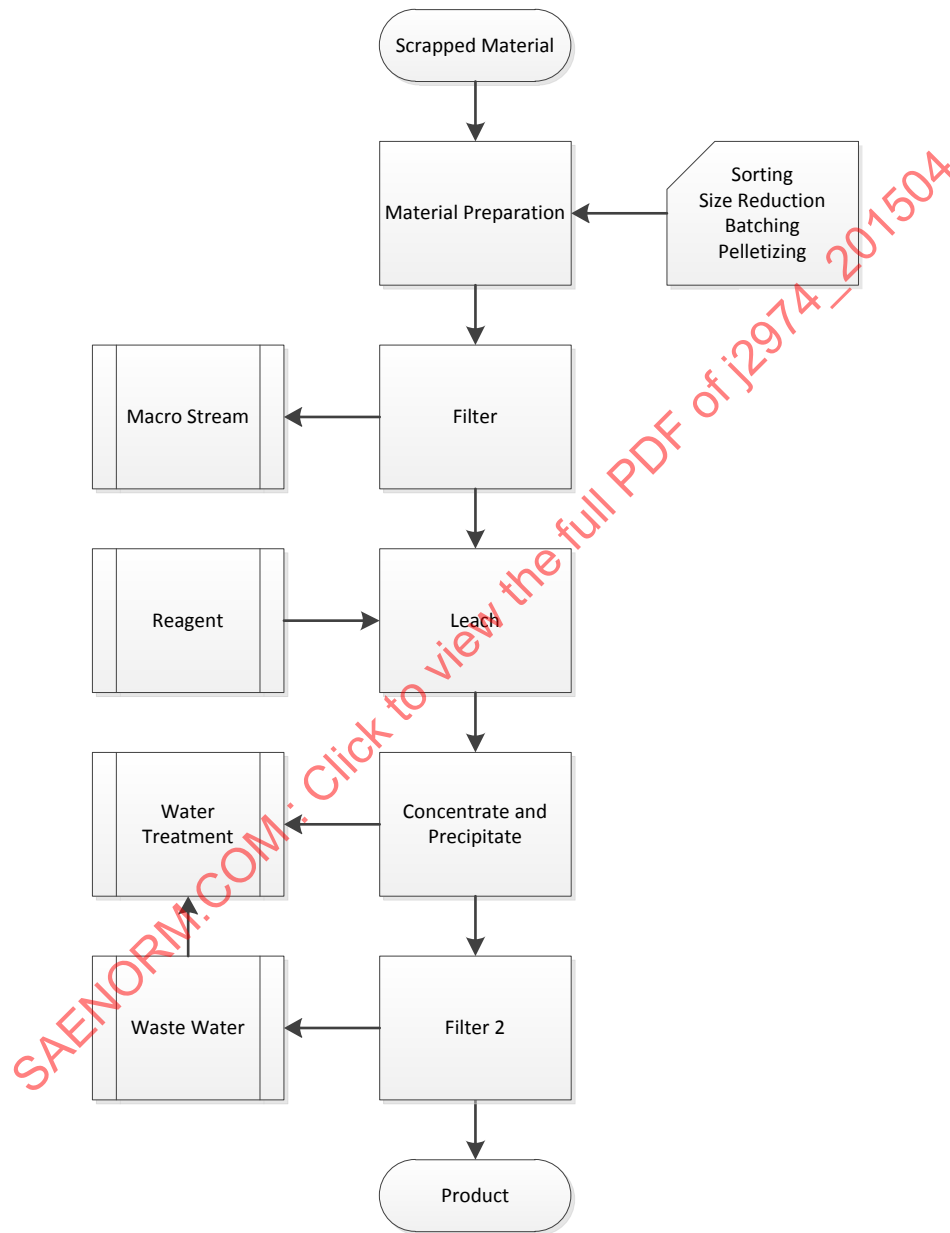 Scrapped Material
Material Preparation
Sorting
Size Reduction
Batching
Pelletizing
Macro Stream
Filter
Reagent
Leach
Water
Treatment
Concentrate and
Precipitate
Waste Water
Filter 2
Product
SAENORM.COM : Click to view the full PDF of j2974_201504